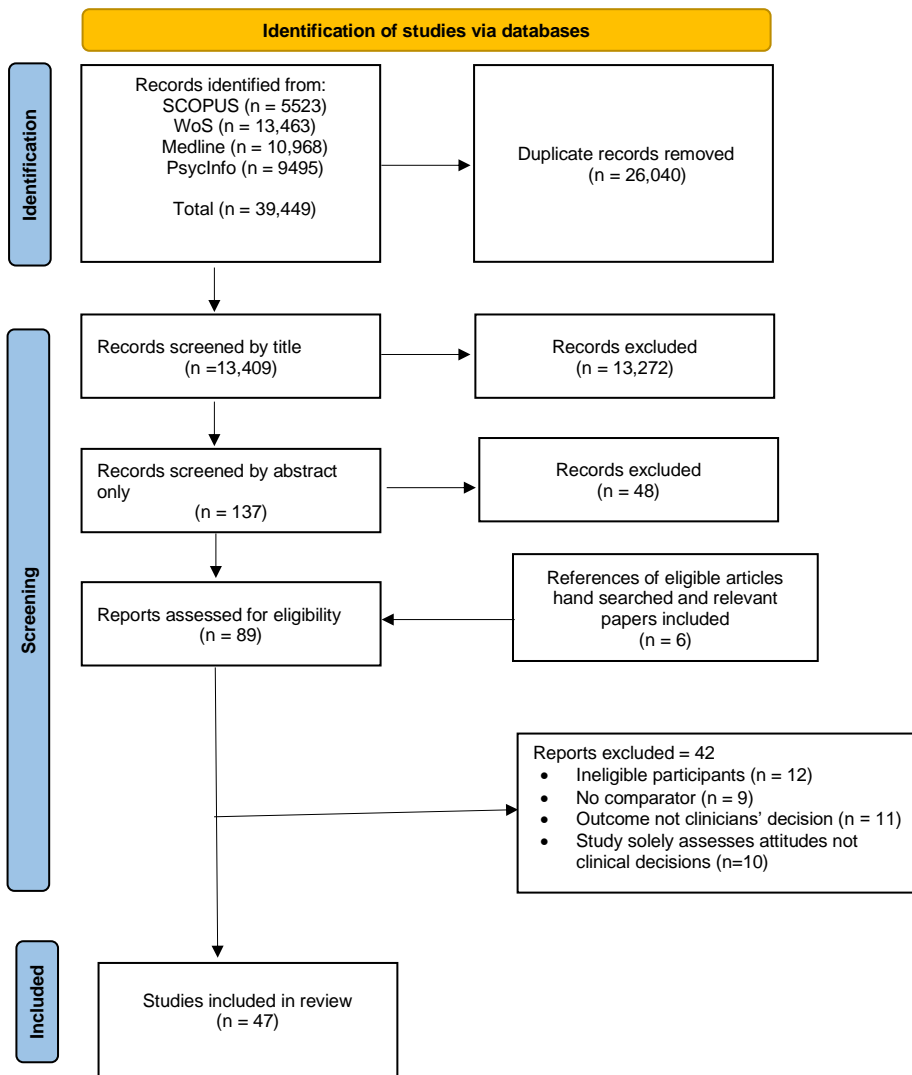 Identification of studies via databases
Identification
Records identified from:
SCOPUS (n = 5523)
WoS (n = 13,463)
Medline (n = 10,968)
PsycInfo (n = 9495)
Total (n = 39,449)
Duplicate records removed
(n = 26,040)
Screening
Records screened by title
(n =13,409)
Records excluded
(n = 13,272)
Records screened by abstract
only
(n = 137)
Records excluded
(n = 48)
Reports assessed for eligibility
(n = 89)
References of eligible articles
hand searched and relevant
papers included
(n = 6)
Reports excluded = 42
• Ineligible participants (n = 12)
• No comparator (n = 9)
• Outcome not clinicians’ decision (n = 11)
• Study solely assesses attitudes not
clinical decisions (n=10)
Included
Studies included in review
(n = 47)